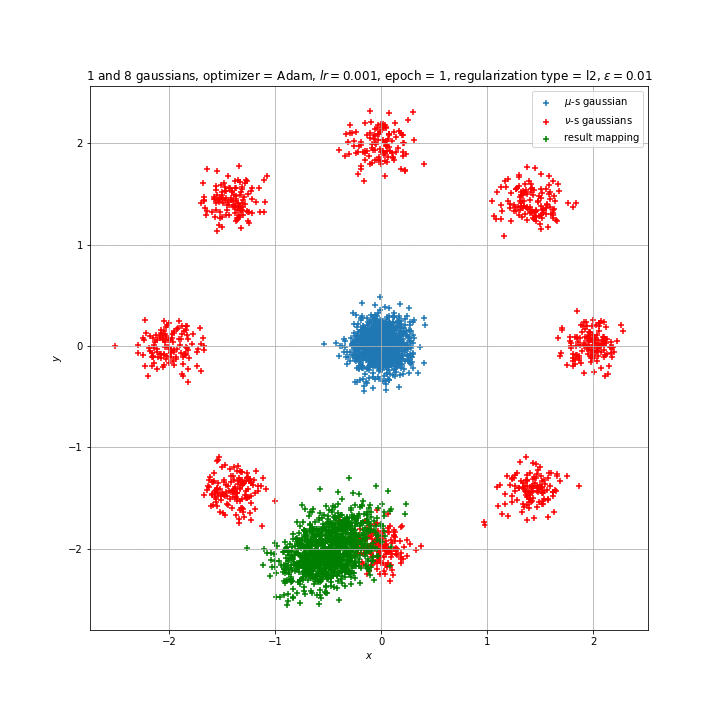 1 and 8 gaussians, optimizer = Adam, lr = 0.001, epoch = 1, regularization type = l2, ε = 0.01
μ-s gaussian
ν-s gaussians
result mapping
2
1
0
−1
−2
y
−2 −1 0 1 2
x